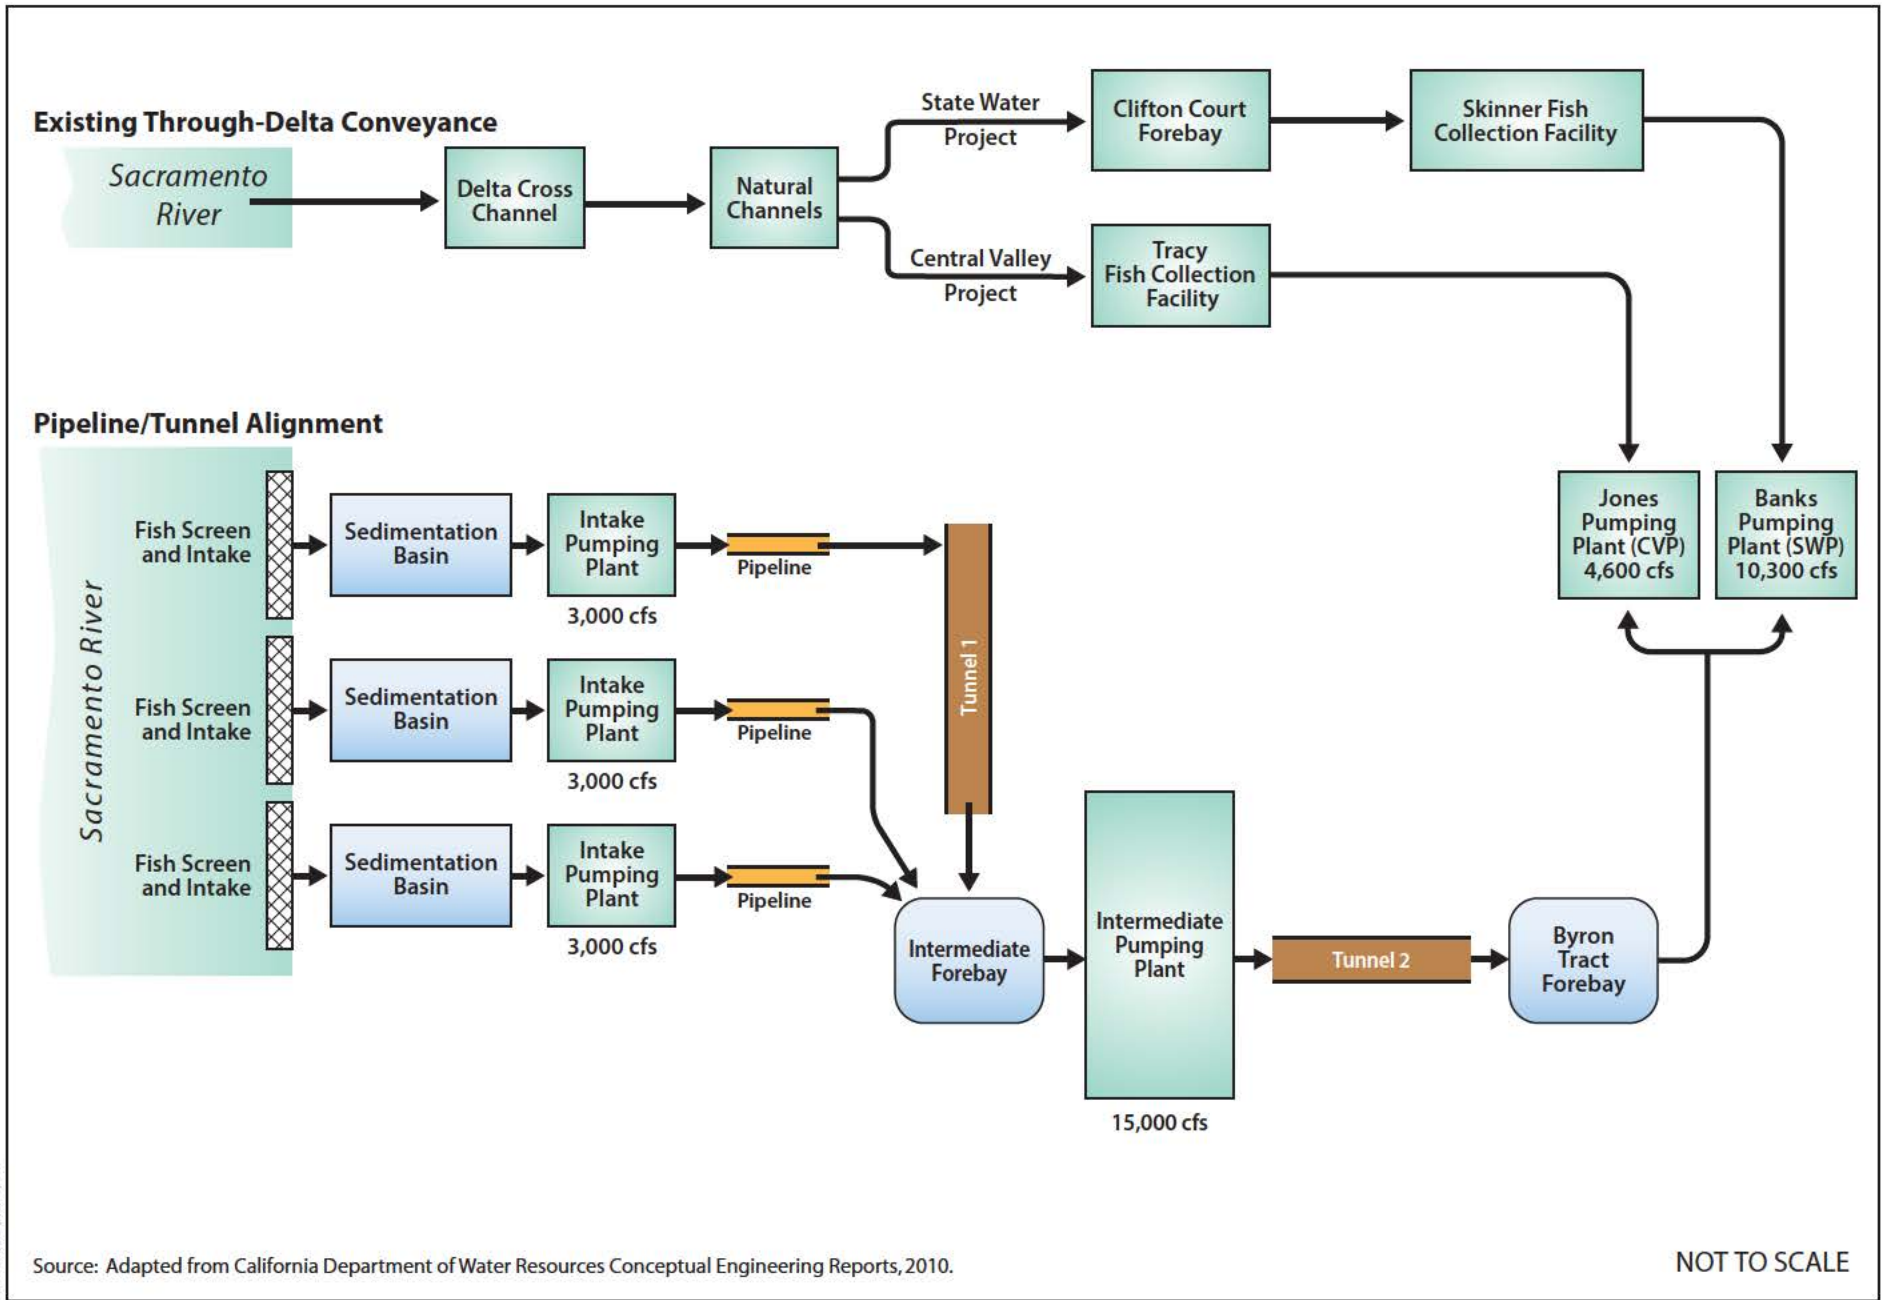 Existing Through-Delta Conveyance
Sacramento
River
Delta Cross
Channel
Natural
Channels
State Water
Project
Central Valley
Project
Clifton Court
Forebay
Skinner Fish
Collection Facility
Tracy
Fish Collection
Facility
Jones
Pumping
Plant (CVP)
4,600 cfs
Banks
Pumping
Plant (SWP)
10,300 cfs
Pipeline/Tunnel Alignment
Sacramento River
Fish Screen
and Intake
Sedimentation
Basin
Intake
Pumping
Plant
3,000 cfs
Pipeline
Fish Screen
and Intake
Sedimentation
Basin
Intake
Pumping
Plant
3,000 cfs
Pipeline
Fish Screen
and Intake
Sedimentation
Basin
Intake
Pumping
Plant
3,000 cfs
Pipeline
Tunnel 1
Intermediate
Forebay
Intermediate
Pumping
Plant
15,000 cfs
Tunnel 2
Byron
Tract
Forebay
Source: Adapted from California Department of Water Resources Conceptual Engineering Reports, 2010.
NOT TO SCALE